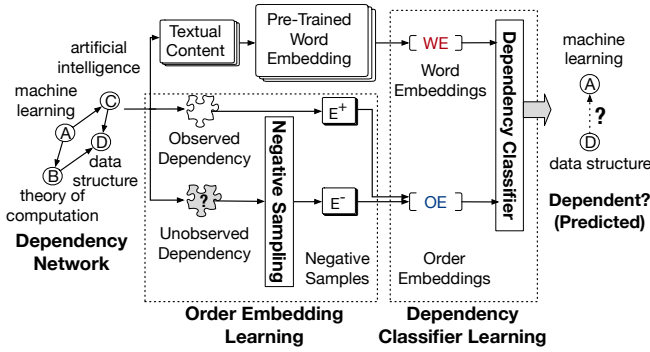 artificial
intelligence
machine
learning
C
A
D
B
data
structure
theory of
computation
Dependency
Network
Textual
Content
Pre-Trained
Word
Embedding
Observed
Dependency
?
Unobserved
Dependency
Negative Sampling
E+
E-
Negative
Samples
Order Embedding
Learning
[ WE ]
Word
Embeddings
[ OE ]
Order
Embeddings
Dependency Classifier
Dependency
Classifier Learning
machine
learning
A
?
D
data structure
Dependent?
(Predicted)